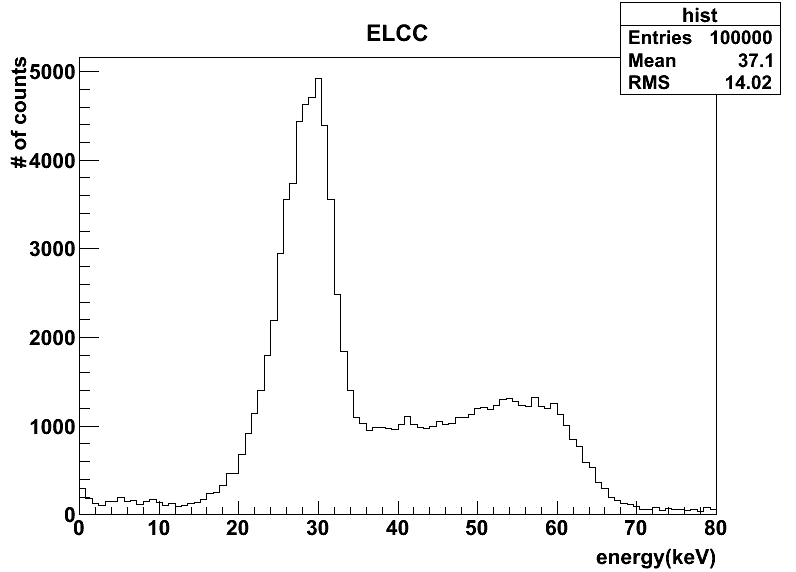 ELCC
hist
Entries 100000
Mean 37.1
RMS 14.02
# of counts
5000
4000
3000
2000
1000
0
0 10 20 30 40 50 60 70 80
energy(keV)